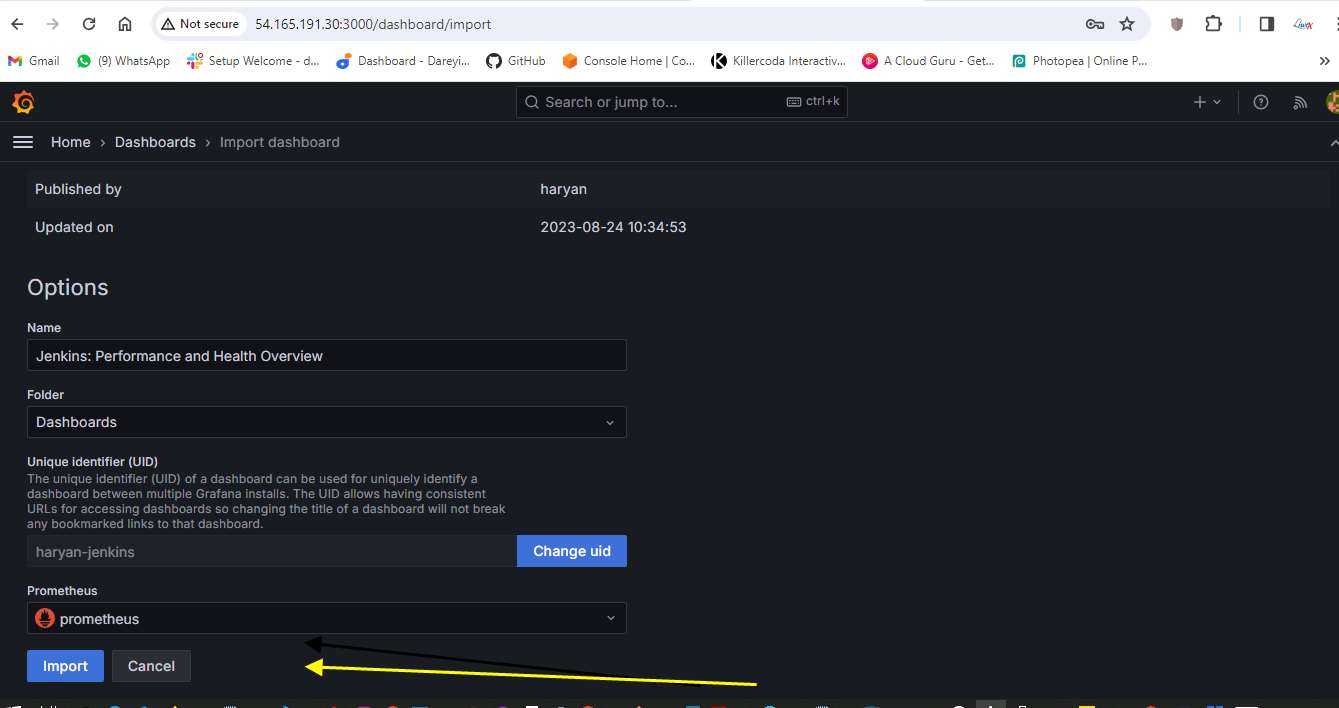 Not secure 54.165.191.30:3000/dashboard/import
Gmail (9) WhatsApp Setup Welcome - d... Dashboard - Dareyi... GitHub Console Home | Co... Killercoda Interactiv... A Cloud Guru - Get... Photopea | Online P...
Search or jump to... ctrl+k
Home › Dashboards › Import dashboard
Published by haryan
Updated on 2023-08-24 10:34:53
Options
Name
Jenkins: Performance and Health Overview
Folder
Dashboards
Unique identifier (UID)
The unique identifier (UID) of a dashboard can be used for uniquely identify a
dashboard between multiple Grafana installs. The UID allows having consistent
URLs for accessing dashboards so changing the title of a dashboard will not break
any bookmarked links to that dashboard.
haryan-jenkins Change uid
Prometheus
prometheus
Import Cancel